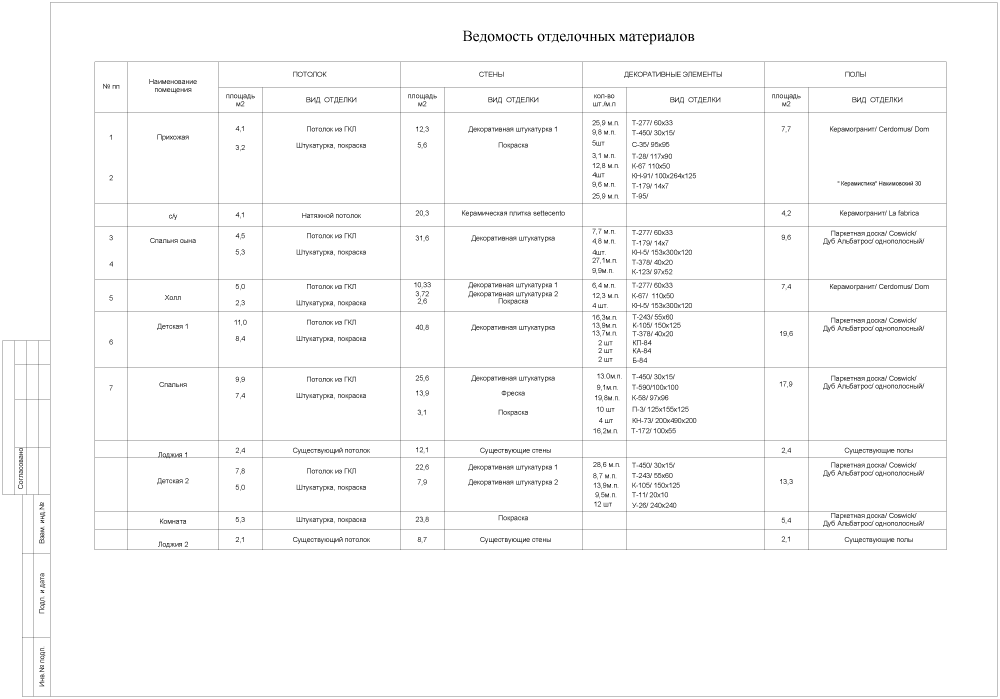 Ведомость отделочных материалов
№ пп
Наименование
помещения
ПОТОЛОК
СТЕНЫ
ДЕКОРАТИВНЫЕ ЭЛЕМЕНТЫ
ПОЛЫ
площадь
м2
ВИД ОТДЕЛКИ
площадь
м2
ВИД ОТДЕЛКИ
кол-во
шт./м.п
ВИД ОТДЕЛКИ
площадь
м2
ВИД ОТДЕЛКИ
1
2
Прихожая
4,1 Потолок из ГКЛ
3,2 Штукатурка, покраска
12,3 Декоративная штукатурка 1
5,6 Покраска
25,9 м.п. Т-277/ 60х33
9,8 м.п. Т-450/ 30х15/
5шт С-35/ 95х95
3,1 м.п. Т-28/ 117х90
12,8 м.п. К-67 110х50
4шт КН-91/ 100х264х125
9,6 м.п. Т-179/ 14х7
25,9 м.п. Т-95/
7,7 Керамогранит/ Cerdomus/ Dom
" Керамистика" Нахимовский 30
с/у
4,1 Натяжной потолок
20,3 Керамическая плитка settecento
4,2 Керамогранит/ La fabrica
3
4
Спальня сына
4,5 Потолок из ГКЛ
5,3 Штукатурка, покраска
31,6 Декоративная штукатурка
7,7 м.п. Т-277/ 60х33
4,8 м.п. Т-179/ 14х7
4шт. КН-5/ 153х300х120
27,1м.п. Т-378/ 40х20
9,9м.п. К-123/ 97х52
9,6
Паркетная доска/ Coswick/
Дуб Альбатрос/ однополосный/
5
Холл
5,0 Потолок из ГКЛ
2,3 Штукатурка, покраска
10,33 Декоративная штукатурка 1
3,72 Декоративная штукатурка 2
2,6 Покраска
6,4 м.п. Т-277/ 60х33
12,3 м.п. К-67/ 110х50
4 шт. КН-5/ 153х300х120
7,4 Керамогранит/ Cerdomus/ Dom
6
Детская 1
11,0 Потолок из ГКЛ
8,4 Штукатурка, покраска
40,8 Декоративная штукатурка
16,3м.п. Т-243/ 55х60
13,9м.п. К-105/ 150х125
13,7м.п. Т-378/ 40х20
2 шт КП-84
2 шт КА-84
2 шт Б-84
19,6
Паркетная доска/ Coswick/
Дуб Альбатрос/ однополосный/
7
Спальня
9,9 Потолок из ГКЛ
7,4 Штукатурка, покраска
25,6 Декоративная штукатурка
13,9 Фреска
3,1 Покраска
13.0м.п. Т-450/ 30х15/
9,1м.п. Т-590/100х100
19,8м.п. К-58/ 97х96
10 шт П-3/ 125х155х125
4 шт КН-73/ 200х490х200
16,2м.п. Т-172/ 100х55
17,9
Паркетная доска/ Coswick/
Дуб Альбатрос/ однополосный/
Лоджия 1
2,4 Существующий потолок
12,1 Существующие стены
2,4 Существующие полы
Детская 2
7,8 Потолок из ГКЛ
5,0 Штукатурка, покраска
22,6 Декоративная штукатурка 1
7,9 Декоративная штукатурка 2
28,6 м.п. Т-450/ 30х15/
8,7 м.п. Т-243/ 55х60
13,9м.п. К-105/ 150х125
9,5м.п. Т-11/ 20х10
12 шт У-26/ 240х240
13,3
Паркетная доска/ Coswick/
Дуб Альбатрос/ однополосный/
Комната
5,3 Штукатурка, покраска
23,8 Покраска
5,4
Паркетная доска/ Coswick/
Дуб Альбатрос/ однополосный/
Лоджия 2
2,1 Существующий потолок
8,7 Существующие стены
2,1 Существующие полы
Согласовано
Взам. инд №
Подп. и дата
Инв.№ подп.